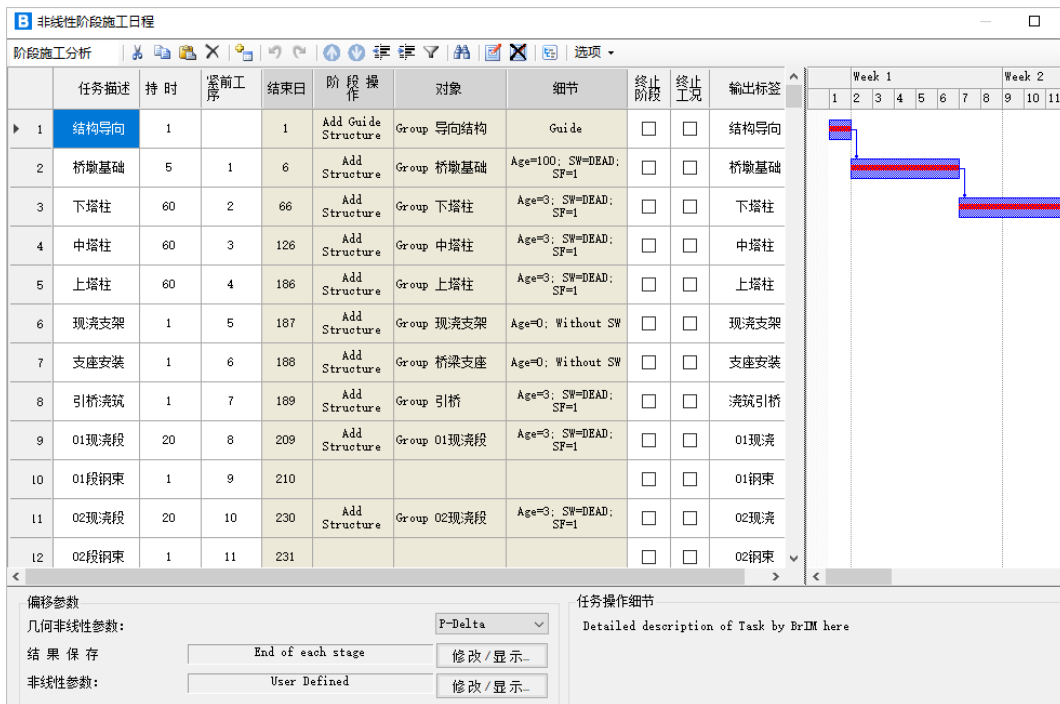 B 非线性阶段施工日程
阶段施工分析 选项
任务描述 持 时 紧前工序 结束日 阶 段 操作 对象 细节 终止阶段 终止工况 输出标签
Week 1 Week 2
1 2 3 4 5 6 7 8 9 10 11
1 结构导向 1 1 Add Guide Structure Group 导向结构 Guide 结构导向
2 桥墩基础 5 1 6 Add Structure Group 桥墩基础 Age=100; SW=DEAD; SF=1 桥墩基础
3 下塔柱 60 2 66 Add Structure Group 下塔柱 Age=3; SW=DEAD; SF=1 下塔柱
4 中塔柱 60 3 126 Add Structure Group 中塔柱 Age=3; SW=DEAD; SF=1 中塔柱
5 上塔柱 60 4 186 Add Structure Group 上塔柱 Age=3; SW=DEAD; SF=1 上塔柱
6 现浇支架 1 5 187 Add Structure Group 现浇支架 Age=0; Without SW 现浇支架
7 支座安装 1 6 188 Add Structure Group 桥梁支座 Age=0; Without SW 支座安装
8 引桥浇筑 1 7 189 Add Structure Group 引桥 Age=3; SW=DEAD; SF=1 浇筑引桥
9 01现浇段 20 8 209 Add Structure Group 01现浇段 Age=3; SW=DEAD; SF=1 01现浇
10 01段钢束 1 9 210 01钢束
11 02现浇段 20 10 230 Add Structure Group 02现浇段 Age=3; SW=DEAD; SF=1 02现浇
12 02段钢束 1 11 231 02钢束
偏移参数
几何非线性参数: P-Delta
结 果 保 存 End of each stage 修改/显示…
非线性参数: User Defined 修改/显示…
任务操作细节
Detailed description of Task by BrIM here